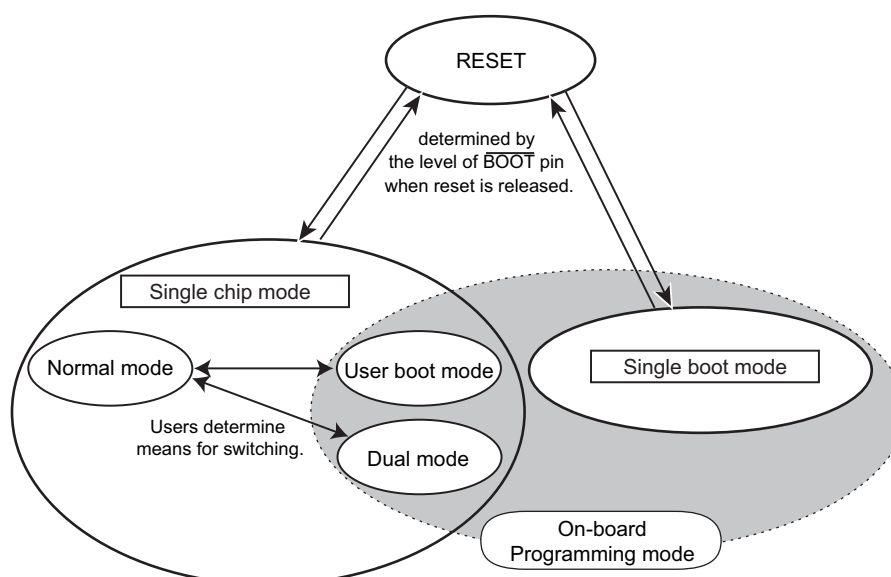 RESET
determined by
the level of B̅O̅O̅T̅ pin
when reset is released.
Single chip mode
Normal mode
User boot mode
Single boot mode
Users determine
means for switching.
Dual mode
On-board
Programming mode